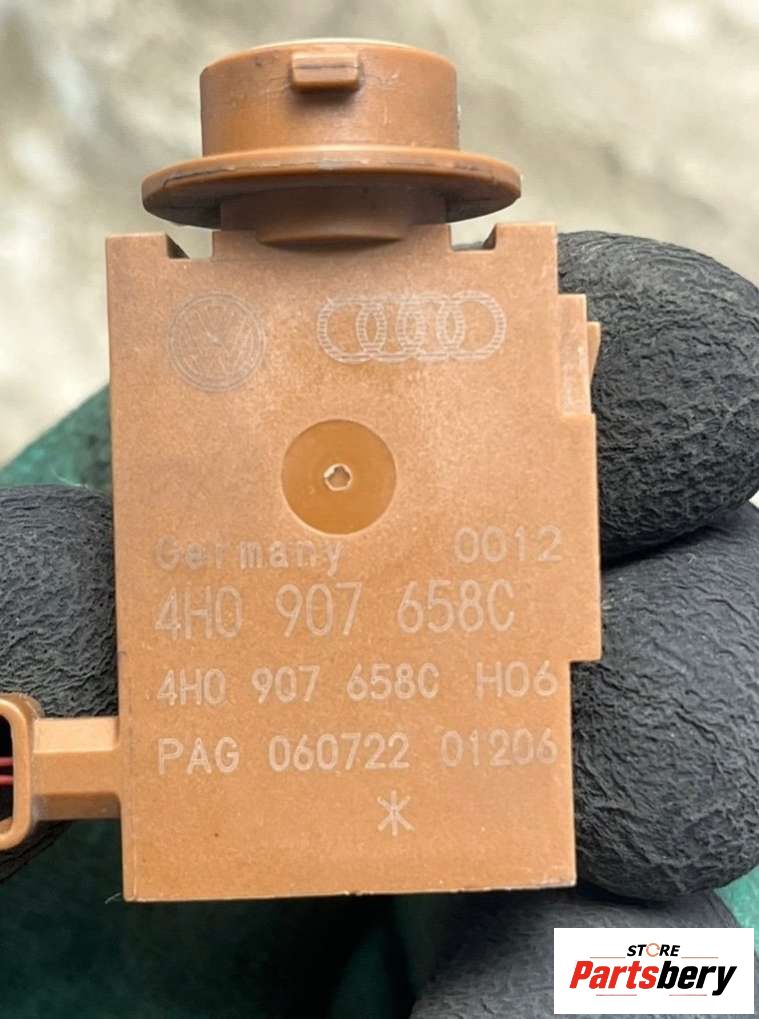 Germany 0012
4H0 907 658C
4H0 907 658C H06
PAG 060722 01206
STORE
Partsbery